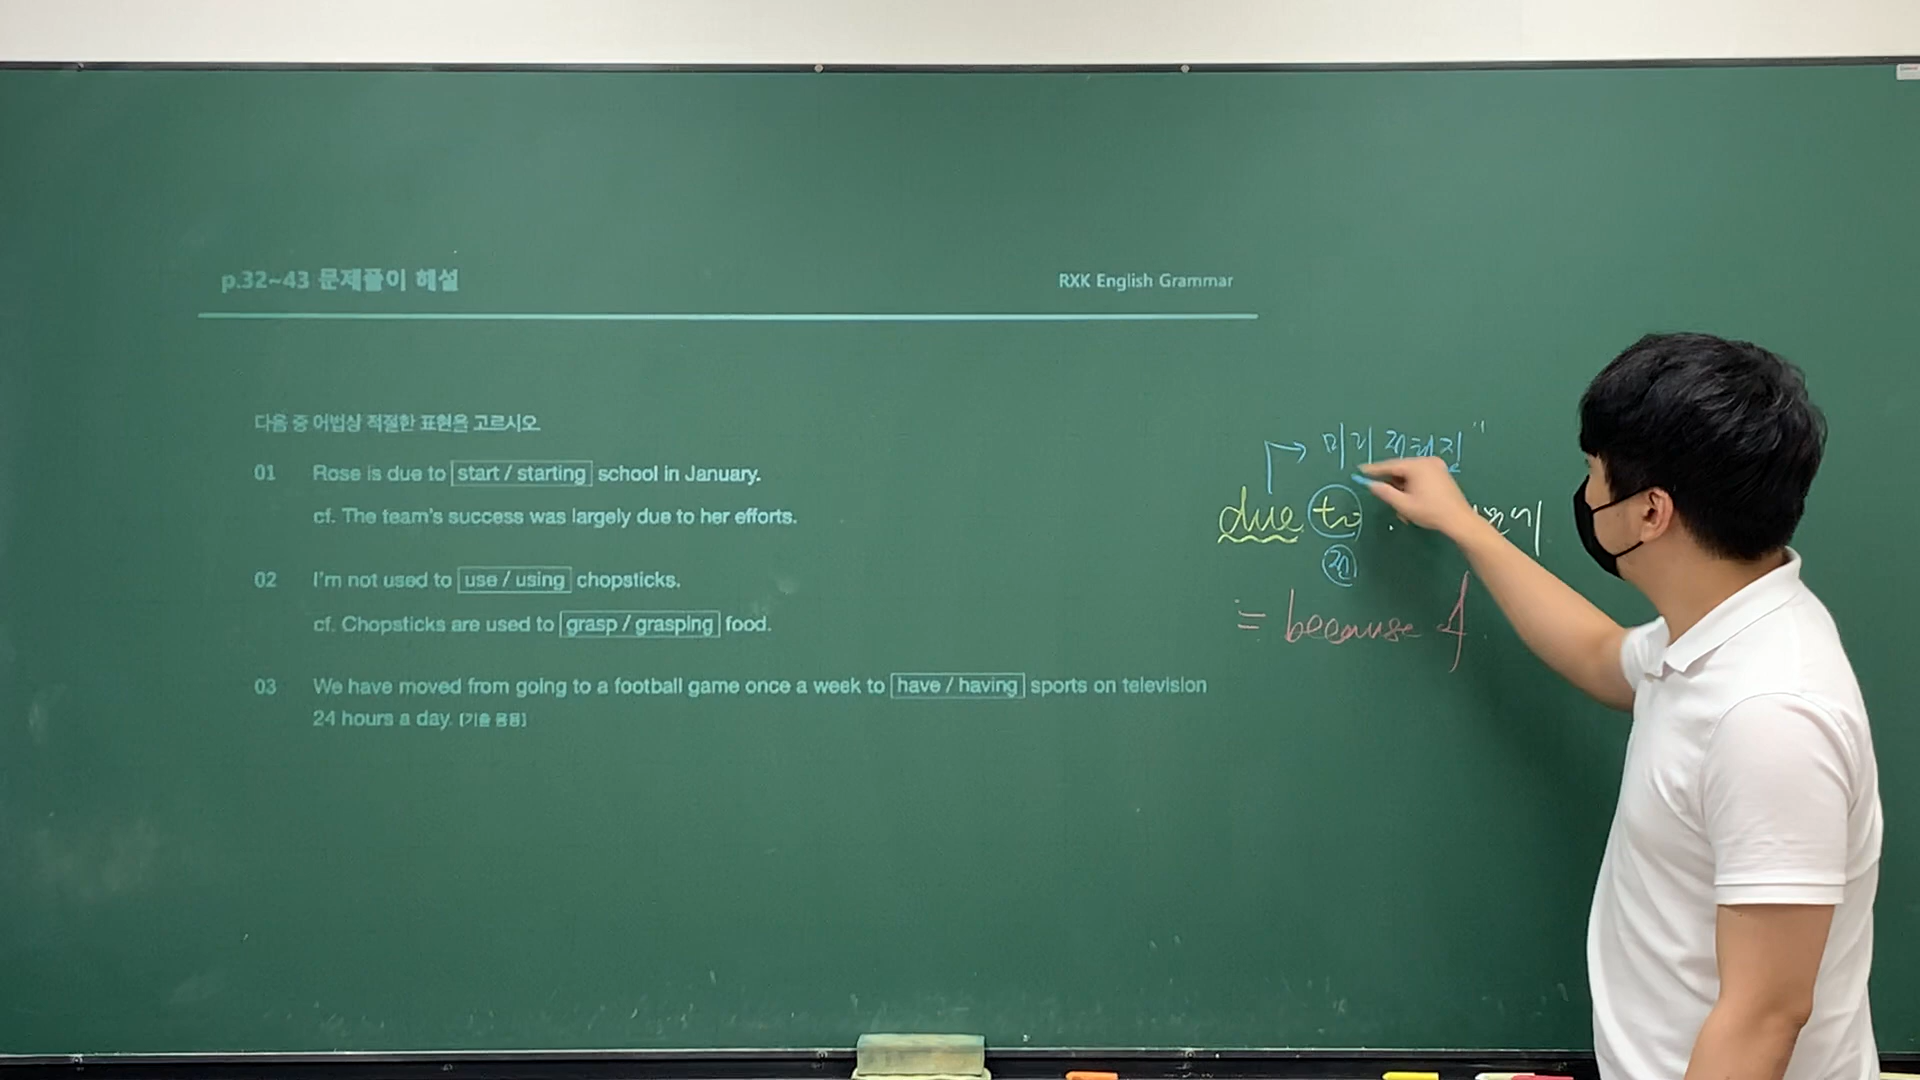 p.32~43 문제풀이 해설
RXK English Grammar
다음 중 어법상 적절한 표현을 고르시오.
01 Rose is due to start / starting school in January.
cf. The team's success was largely due to her efforts.
02 I'm not used to use / using chopsticks.
cf. Chopsticks are used to grasp / grasping food.
03 We have moved from going to a football game once a week to have / having sports on television
24 hours a day. [기출 응용]
미리 정해진
due to :
전
= because of